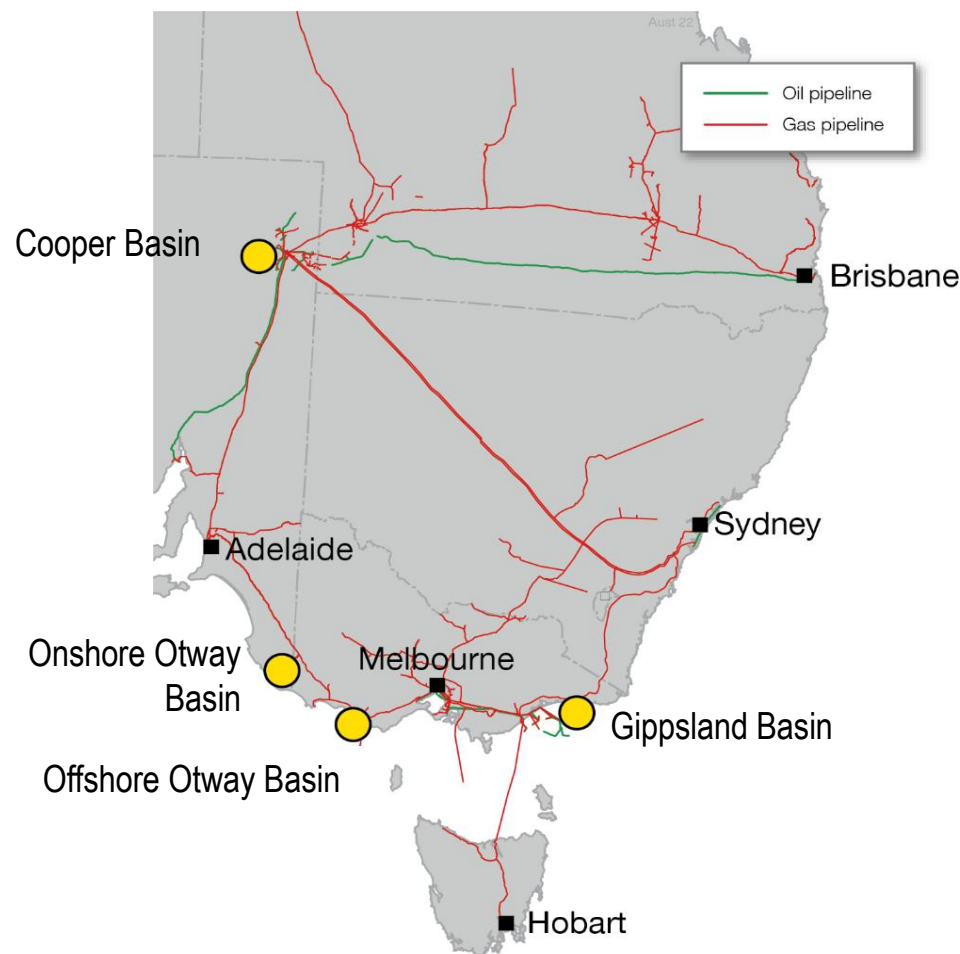 Aust 22
Oil pipeline
Gas pipeline
Cooper Basin
Brisbane
Sydney
Adelaide
Onshore Otway
Basin
Melbourne
Gippsland Basin
Offshore Otway Basin
Hobart